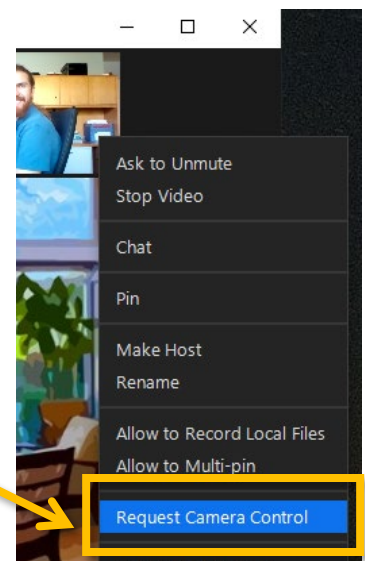 Ask to Unmute
Stop Video
Chat
Pin
Make Host
Rename
Allow to Record Local Files
Allow to Multi-pin
Request Camera Control